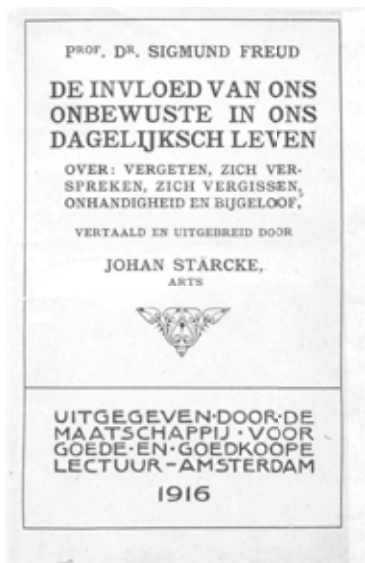 PROF. DR. SIGMUND FREUD
DE INVLOED VAN ONS
ONBEWUSTE IN ONS
DAGELIJKSCH LEVEN
OVER: VERGETEN, ZICH VER-
SPREKEN, ZICH VERGISSEN,
ONHANDIGHEID EN BIJGELOOF,
VERTAALD EN UITGEBREID DOOR
JOHAN STÄRCKE,
ARTS
UITGEGEVEN·DOOR·DE
MAATSCHAPPIJ·VOOR
GOEDE·EN·GOEDKOOPE
LECTUUR–AMSTERDAM
1916